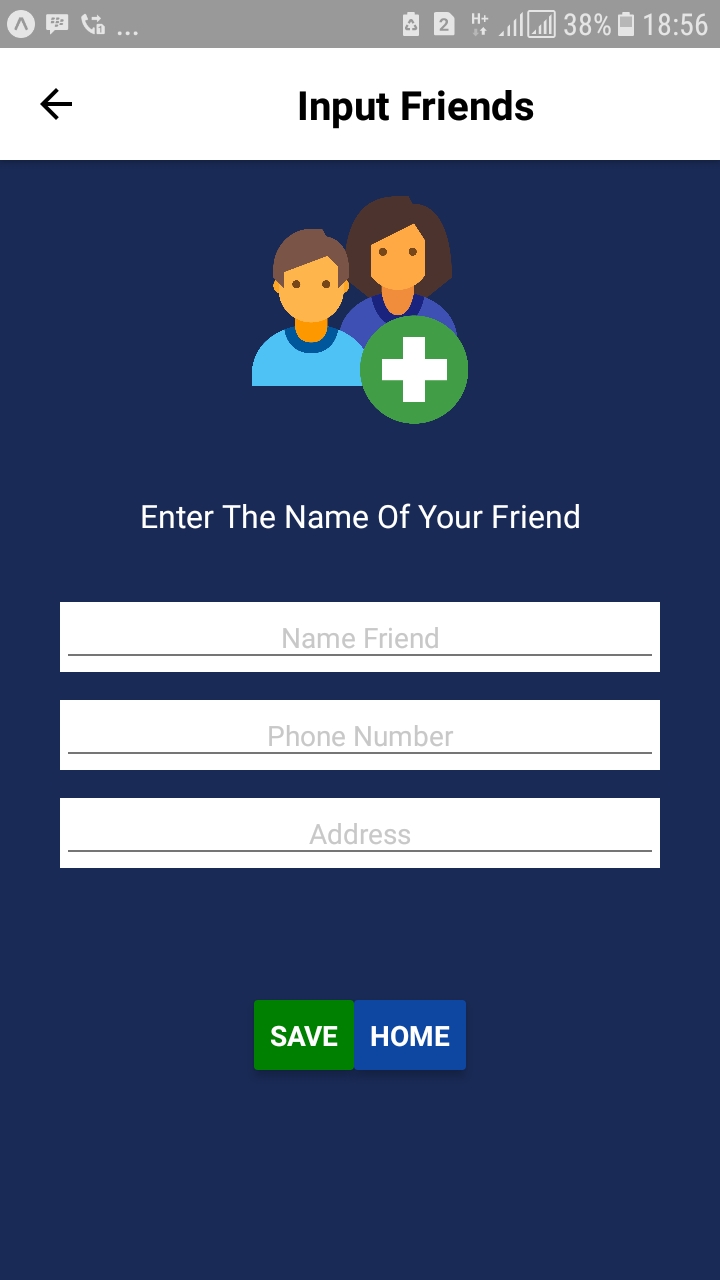 ... 2 H+ 38% 18:56
Input Friends
Enter The Name Of Your Friend
Name Friend
Phone Number
Address
SAVE HOME